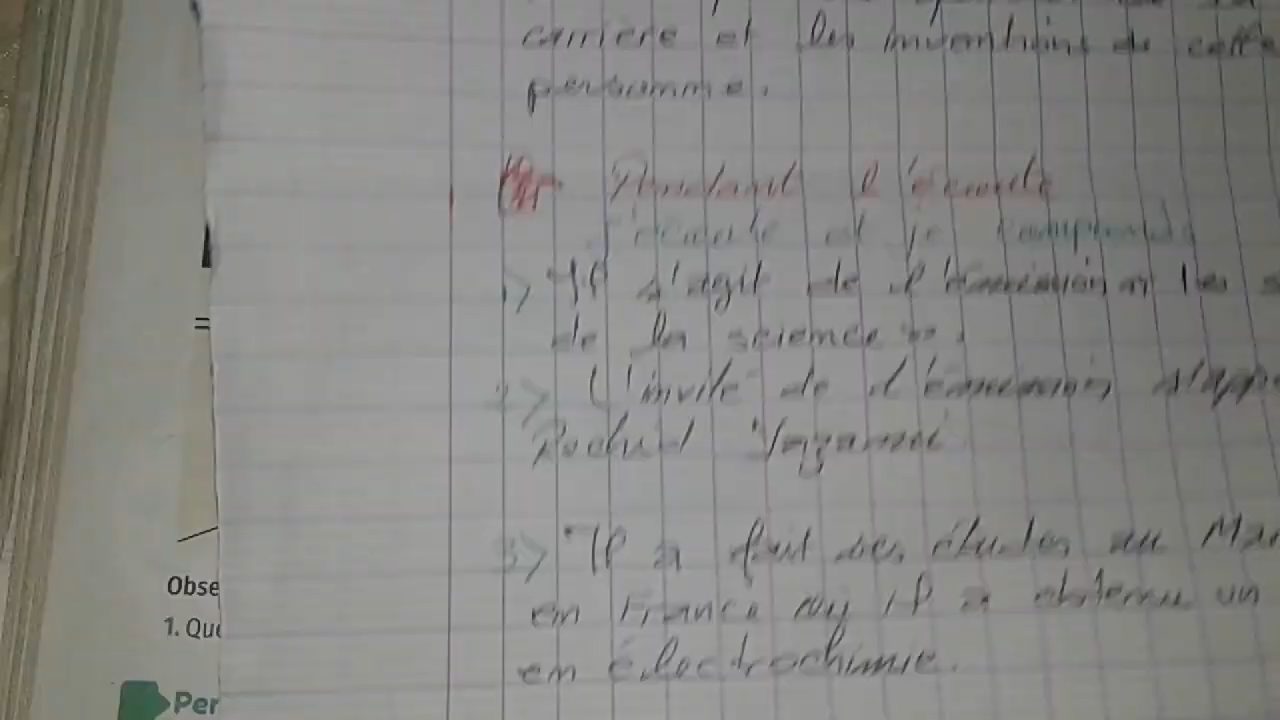 carrière et les inventions de cette
personne.
Pendant l'écoute
J'écoute et je comprends
1) Il s'agit de l'émission "les
de la science".
2) L'invité de l'émission s'app
Rachid Yazami
3) Il a fait ses études au Mar
en France où il a obtenu un
en électrochimie.
=
Obse
1. Que
Per